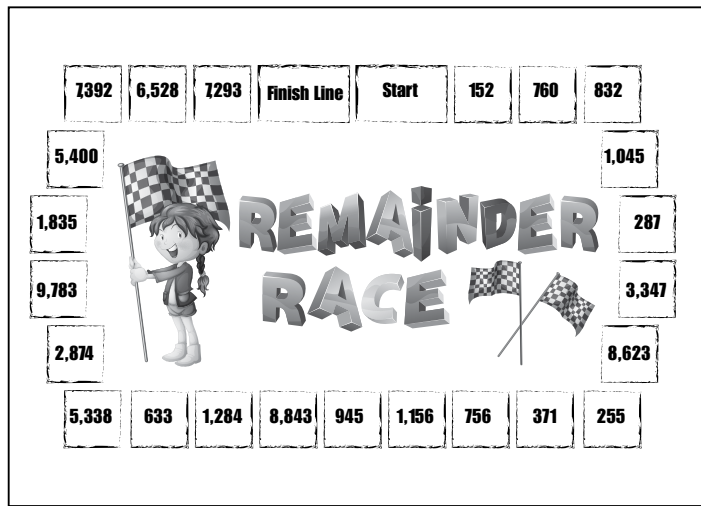 7,392 6,528 7,293 Finish Line Start 152 760 832
5,400 1,045
1,835 287
9,783 3,347
2,874 8,623
REMAINDER
RACE
5,338 633 1,284 8,843 945 1,156 756 371 255